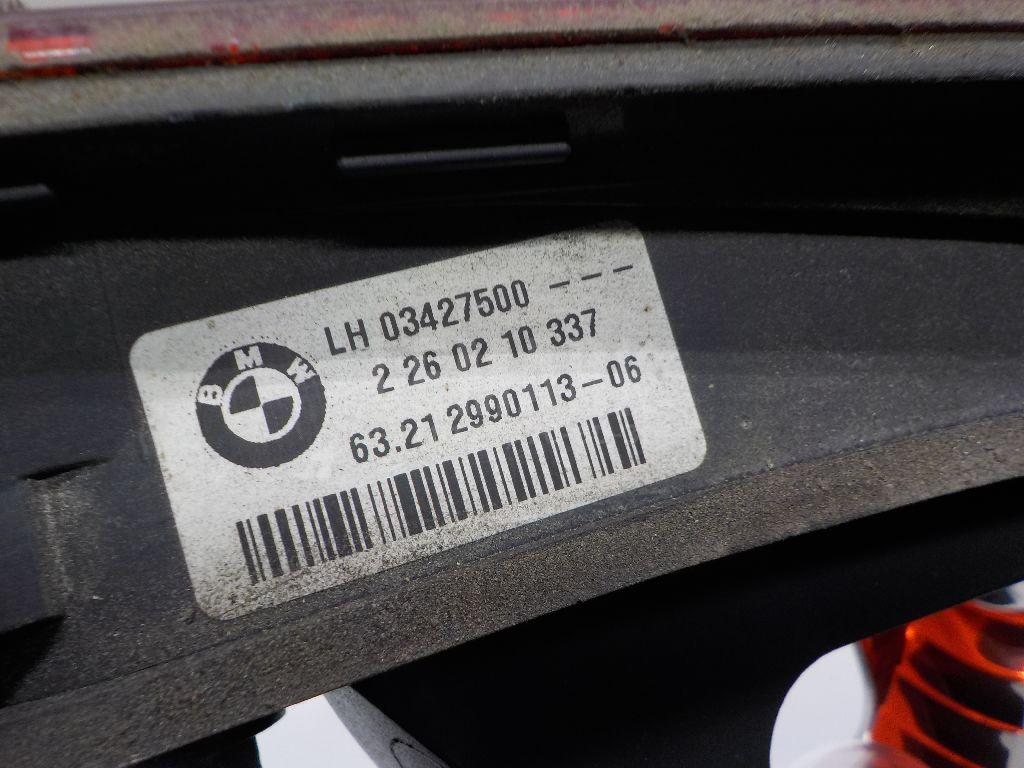 BMW
LH 03427500 ---
2 26 02 10 337
63.21 2990113-06